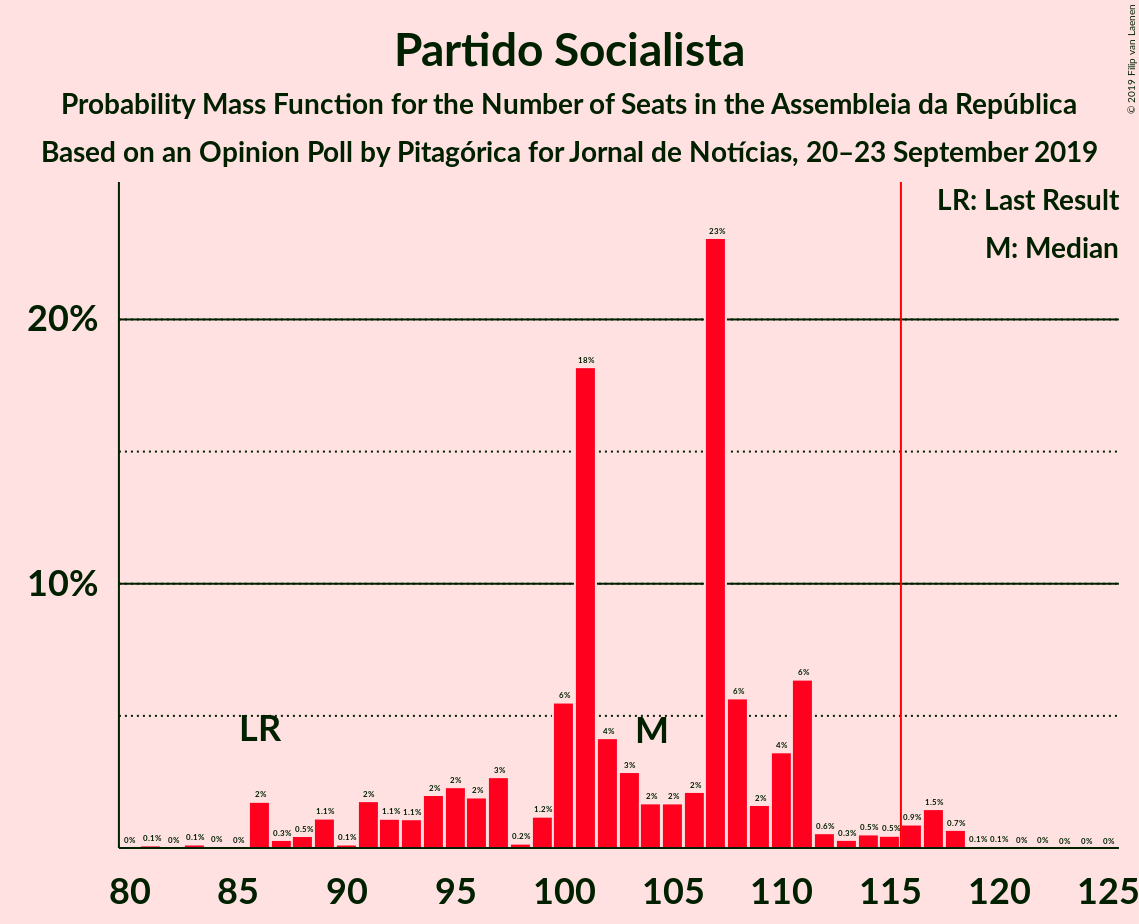 © 2019 Filip van Laenen
Partido Socialista
Probability Mass Function for the Number of Seats in the Assembleia da República
Based on an Opinion Poll by Pitagórica for Jornal de Notícias, 20–23 September 2019
LR: Last Result
M: Median
20%
10%
LR
M
0% 0.1% 0% 0.1% 0% 0% 2% 0.3% 0.5% 1.1% 0.1% 2% 1.1% 1.1% 2% 2% 2% 3% 0.2% 1.2% 6% 18% 4% 3% 2% 2% 2% 23% 6% 2% 4% 6% 0.6% 0.3% 0.5% 0.5% 0.9% 1.5% 0.7% 0.1% 0.1% 0% 0% 0% 0% 0%
80 85 90 95 100 105 110 115 120 125